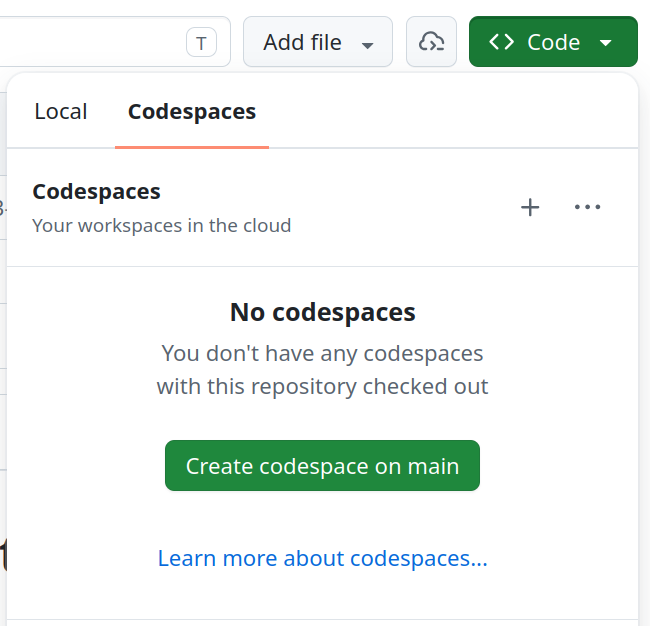 T
Add file
<> Code
Local
Codespaces
Codespaces
Your workspaces in the cloud
No codespaces
You don't have any codespaces
with this repository checked out
Create codespace on main
Learn more about codespaces...